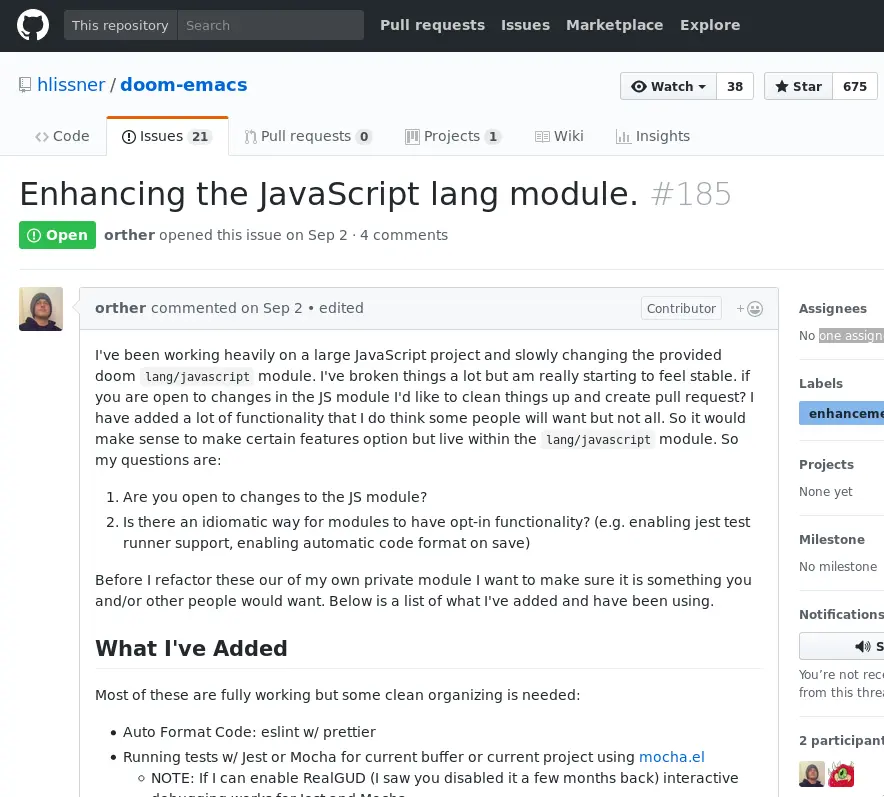 This repository Search Pull requests Issues Marketplace Explore
hlissner / doom-emacs Watch 38 Star 675
Code Issues 21 Pull requests 0 Projects 1 Wiki Insights
Enhancing the JavaScript lang module. #185
Open orther opened this issue on Sep 2 · 4 comments
orther commented on Sep 2 • edited Contributor +
I've been working heavily on a large JavaScript project and slowly changing the provided
doom lang/javascript module. I've broken things a lot but am really starting to feel stable. if
you are open to changes in the JS module I'd like to clean things up and create pull request? I
have added a lot of functionality that I do think some people will want but not all. So it would
make sense to make certain features option but live within the lang/javascript module. So
my questions are:
1. Are you open to changes to the JS module?
2. Is there an idiomatic way for modules to have opt-in functionality? (e.g. enabling jest test
runner support, enabling automatic code format on save)
Before I refactor these our of my own private module I want to make sure it is something you
and/or other people would want. Below is a list of what I've added and have been using.
What I've Added
Most of these are fully working but some clean organizing is needed:
• Auto Format Code: eslint w/ prettier
• Running tests w/ Jest or Mocha for current buffer or current project using mocha.el
◦ NOTE: If I can enable RealGUD (I saw you disabled it a few months back) interactive
Assignees
No one assign
Labels
enhanceme
Projects
None yet
Milestone
No milestone
Notifications
S
You're not rece
from this threa
2 participant